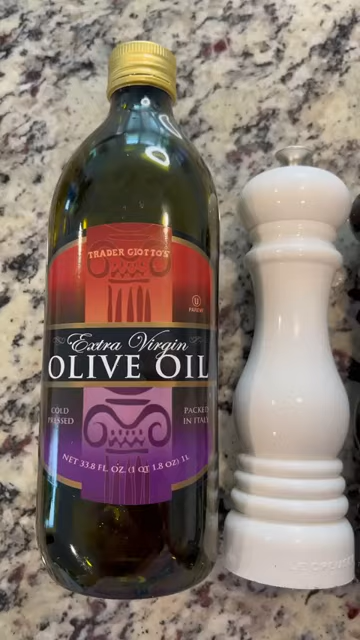 TRADER GIOTTO'S
U
PAREVE
Extra Virgin
OLIVE OIL
COLD PRESSED
PACKED IN ITALY
NET 33.8 FL OZ (1 QT 1.8 OZ) 1L